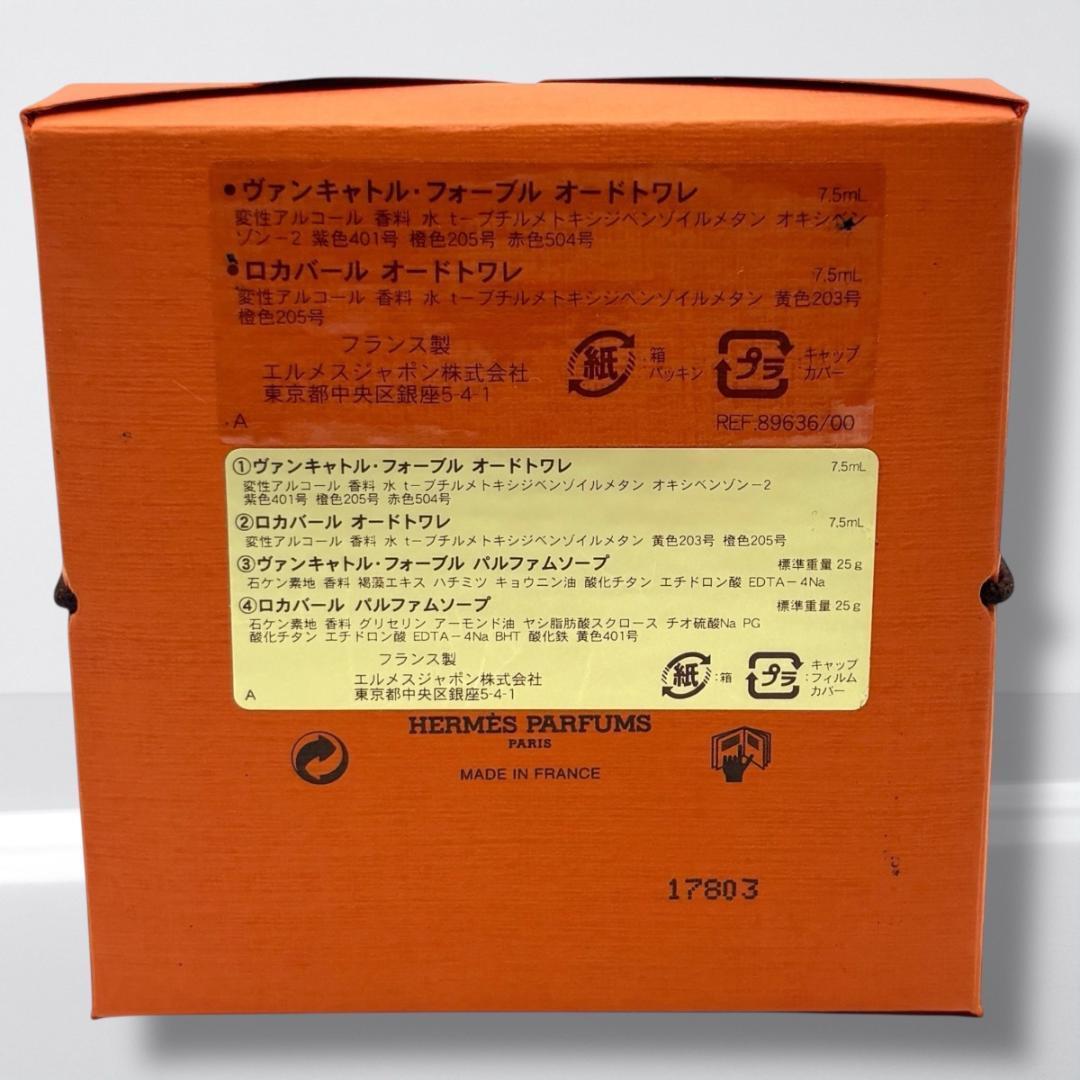 •ヴァンキャトル・フォーブル オードトワレ 7.5mL
変性アルコール 香料 水 t-ブチルメトキシジベンゾイルメタン オキシベン
ゾン-2 紫色401号 橙色205号 赤色504号
•ロカバール オードトワレ 7.5mL
変性アルコール 香料 水 t-ブチルメトキシジベンゾイルメタン 黄色203号
橙色205号
フランス製
エルメスジャポン株式会社
東京都中央区銀座5-4-1
紙 :箱
パッキン
プラ :キャップ
カバー
A
REF.89636/00
①ヴァンキャトル・フォーブル オードトワレ 7.5mL
変性アルコール 香料 水 t-ブチルメトキシジベンゾイルメタン オキシベンゾン-2
紫色401号 橙色205号 赤色504号
②ロカバール オードトワレ 7.5mL
変性アルコール 香料 水 t-ブチルメトキシジベンゾイルメタン 黄色203号 橙色205号
③ヴァンキャトル・フォーブル パルファムソープ 標準重量 25g
石ケン素地 香料 褐藻エキス ハチミツ キョウニン油 酸化チタン エチドロン酸 EDTA-4Na
④ロカバール パルファムソープ 標準重量 25g
石ケン素地 香料 グリセリン アーモンド油 ヤシ脂肪酸スクロース チオ硫酸Na PG
酸化チタン エチドロン酸 EDTA-4Na BHT 酸化鉄 黄色401号
フランス製
エルメスジャポン株式会社
東京都中央区銀座5-4-1
紙 :箱
プラ キャップ
:フィルム
カバー
A
HERMÈS PARFUMS
PARIS
MADE IN FRANCE
17803